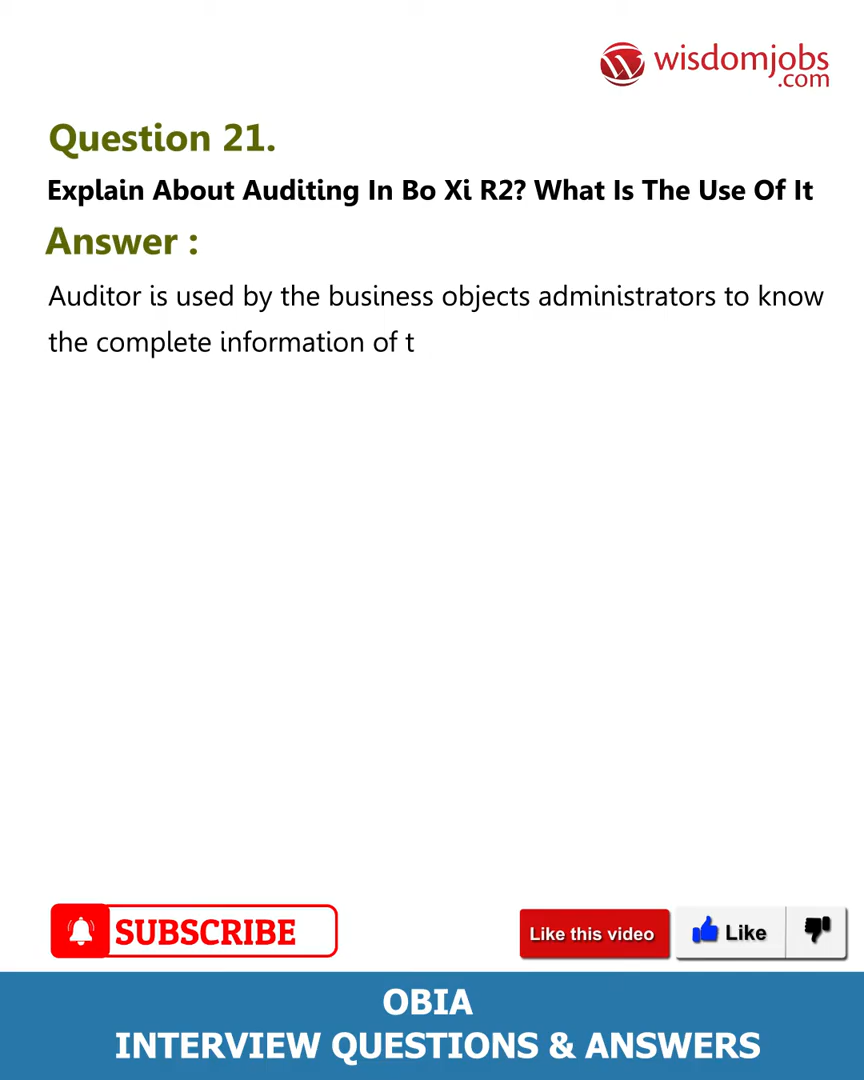 wisdomjobs
.com
Question 21.
Explain About Auditing In Bo Xi R2? What Is The Use Of It
Answer :
Auditor is used by the business objects administrators to know
the complete information of t
SUBSCRIBE
Like this video
Like
OBIA
INTERVIEW QUESTIONS & ANSWERS